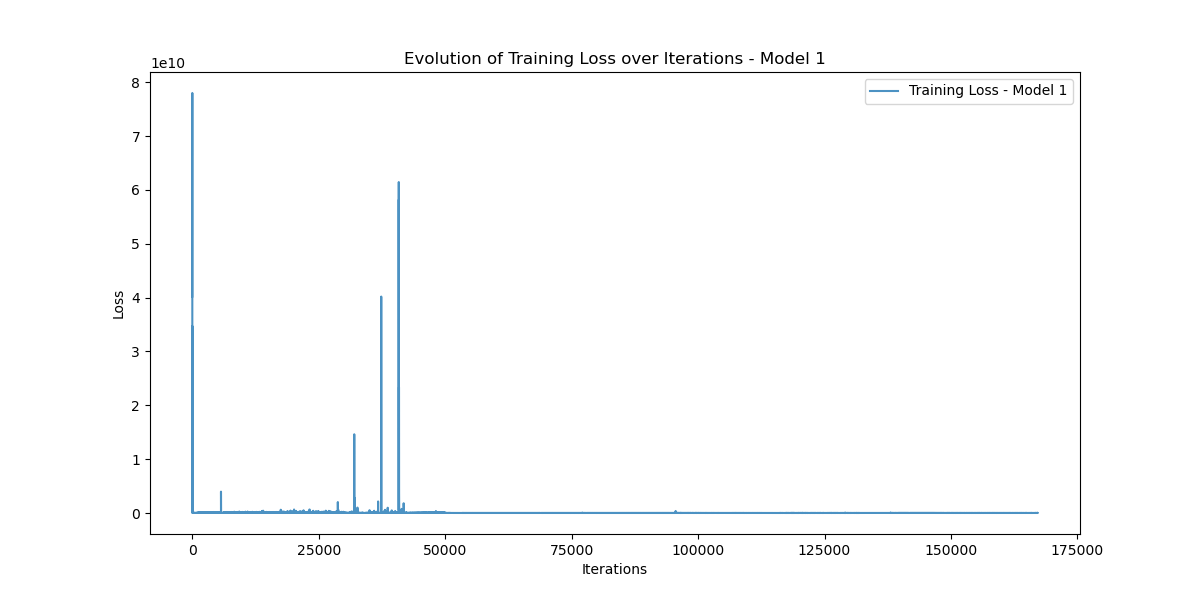 Evolution of Training Loss over Iterations - Model 1
1e10
Training Loss - Model 1
8
7
6
5
4
3
2
1
0
Loss
0 25000 50000 75000 100000 125000 150000 175000
Iterations